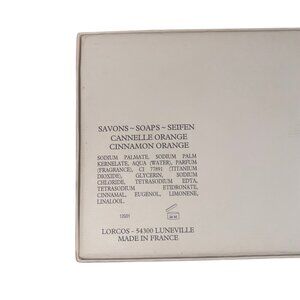 SAVONS ~ SOAPS ~ SEIFEN
CANNELLE ORANGE
CINNAMON ORANGE
SODIUM PALMATE, SODIUM PALM
KERNELATE, AQUA (WATER), PARFUM
(FRAGRANCE), CI 77891 (TITANIUM
DIOXIDE), GLYCERIN, SODIUM
CHLORIDE, TETRASODIUM EDTA,
TETRASODIUM ETIDRONATE,
CINNAMAL, EUGENOL, LIMONENE,
LINALOOL.
LORCOS - 54300 LUNEVILLE
MADE IN FRANCE